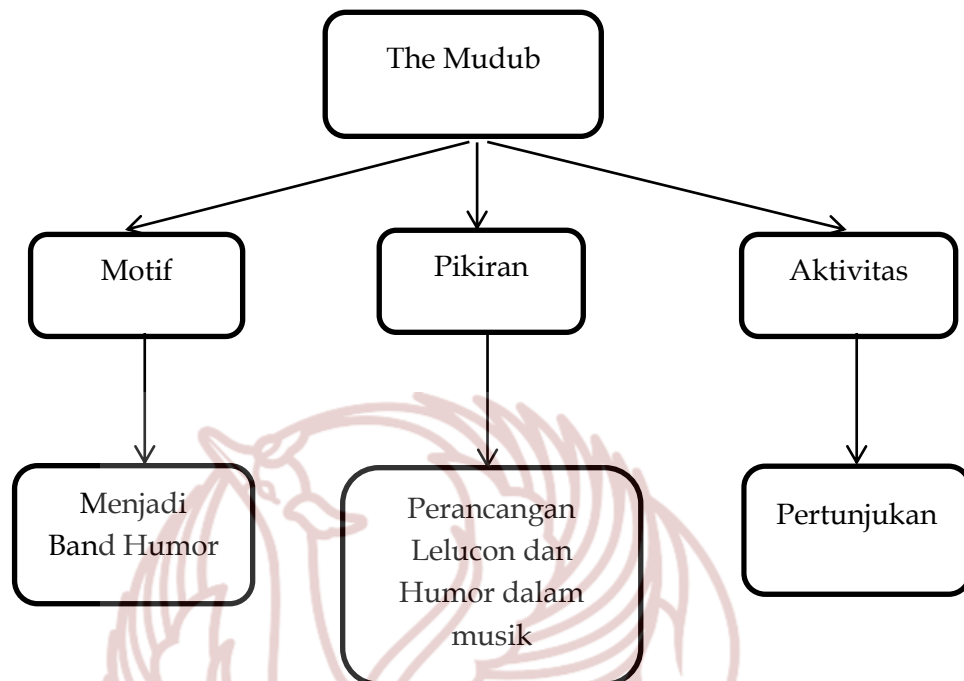 The Mudub
Motif
Pikiran
Aktivitas
Menjadi
Band Humor
Perancangan
Lelucon dan
Humor dalam
musik
Pertunjukan